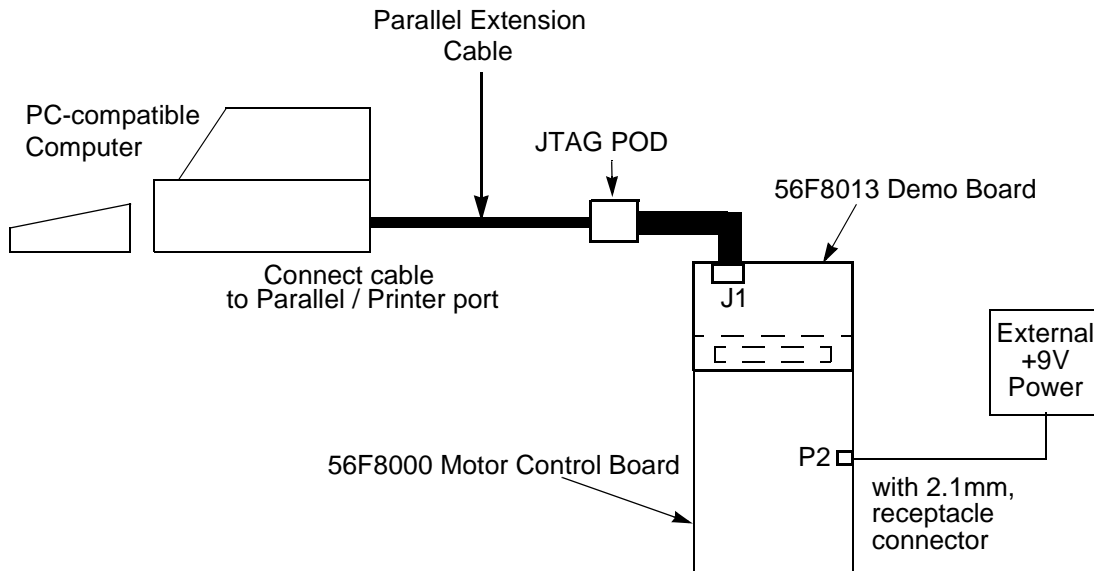 Parallel Extension
Cable
PC-compatible
Computer
JTAG POD
56F8013 Demo Board
Connect cable
to Parallel / Printer port
J1
External
+9V
Power
P2
56F8000 Motor Control Board
with 2.1mm,
receptacle
connector